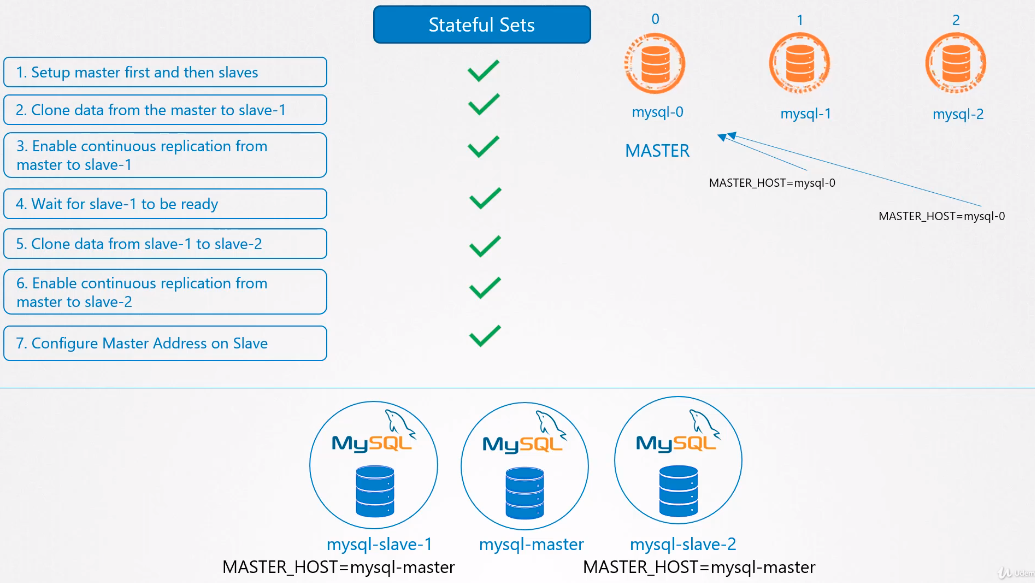 Stateful Sets
0
1
2
1. Setup master first and then slaves
2. Clone data from the master to slave-1
3. Enable continuous replication from
master to slave-1
4. Wait for slave-1 to be ready
5. Clone data from slave-1 to slave-2
6. Enable continuous replication from
master to slave-2
7. Configure Master Address on Slave
mysql-0
mysql-1
mysql-2
MASTER
MASTER_HOST=mysql-0
MASTER_HOST=mysql-0
MySQL
MySQL
MySQL
mysql-slave-1
mysql-master
mysql-slave-2
MASTER_HOST=mysql-master
MASTER_HOST=mysql-master